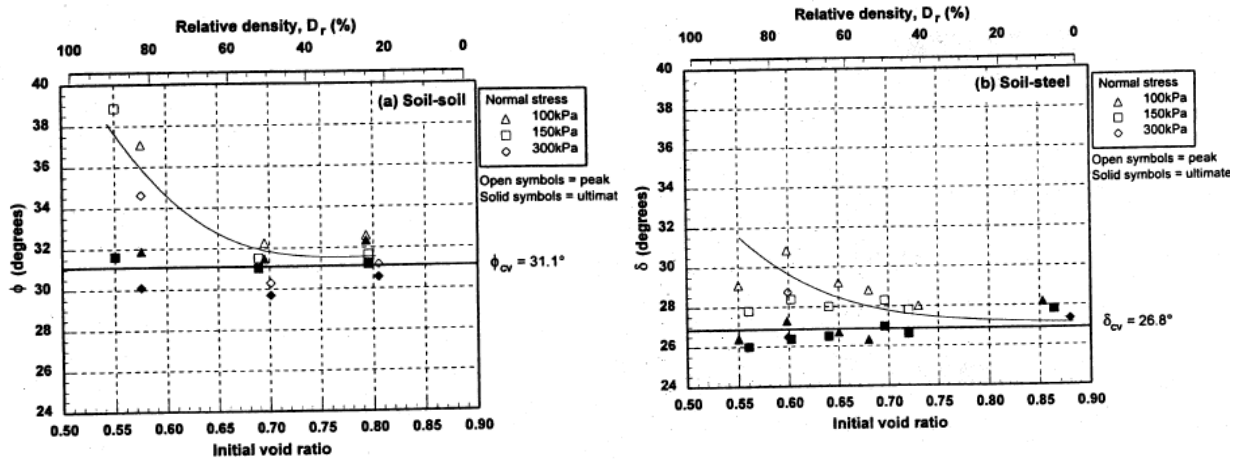 Relative density, D_r (%)
100 80 60 40 20 0
40
38
36
34
32
30
28
26
24
ϕ (degrees)
(a) Soil-soil
Normal stress
100kPa
150kPa
300kPa
Open symbols = peak
Solid symbols = ultimat
ϕ_cv = 31.1°
0.50 0.55 0.60 0.65 0.70 0.75 0.80 0.85 0.90
Initial void ratio
Relative density, D_r (%)
100 80 60 40 20 0
40
38
36
34
32
30
28
26
24
δ (degrees)
(b) Soil-steel
Normal stress
100kPa
150kPa
300kPa
Open symbols = peak
Solid symbols = ultimate
δ_cv = 26.8°
0.50 0.55 0.60 0.65 0.70 0.75 0.80 0.85 0.90
Initial void ratio